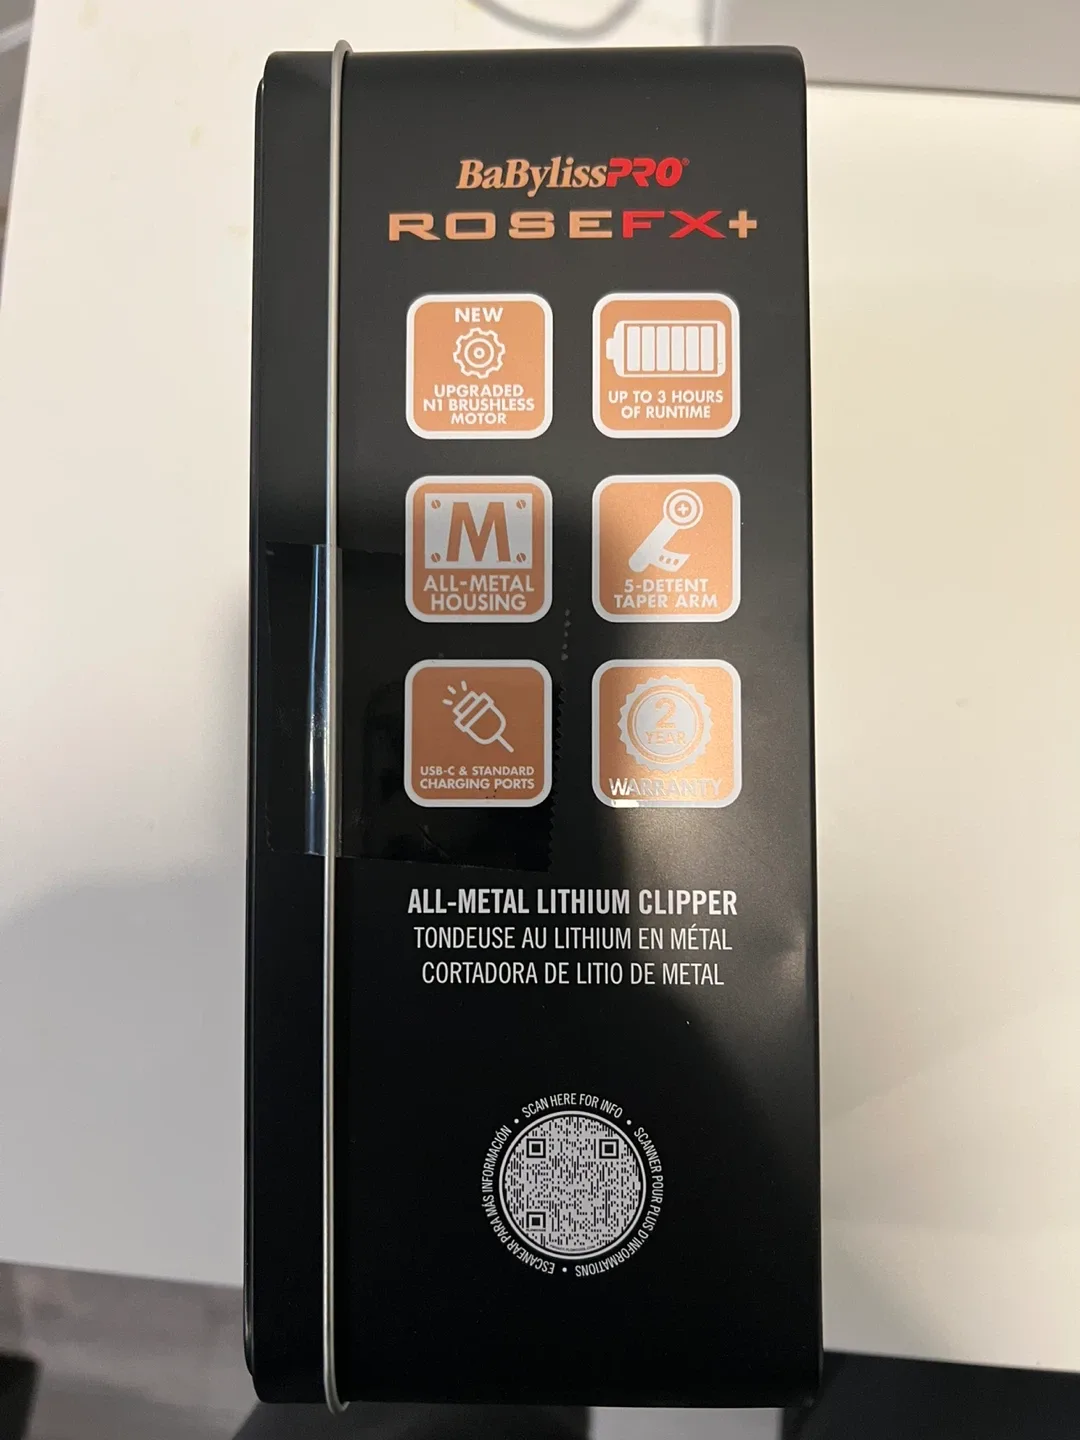 BaBylissPRO®
ROSEFX+
NEW
UPGRADED
N1 BRUSHLESS
MOTOR
UP TO 3 HOURS
OF RUNTIME
M
ALL-METAL
HOUSING
5-DETENT
TAPER ARM
USB-C & STANDARD
CHARGING PORTS
2
YEAR
WARRANTY
ALL-METAL LITHIUM CLIPPER
TONDEUSE AU LITHIUM EN MÉTAL
CORTADORA DE LITIO DE METAL
SCAN HERE FOR INFO •
SCANNER POUR PLUS D'INFORMATIONS •
ESCANEAR PARA MÁS INFORMACIÓN •